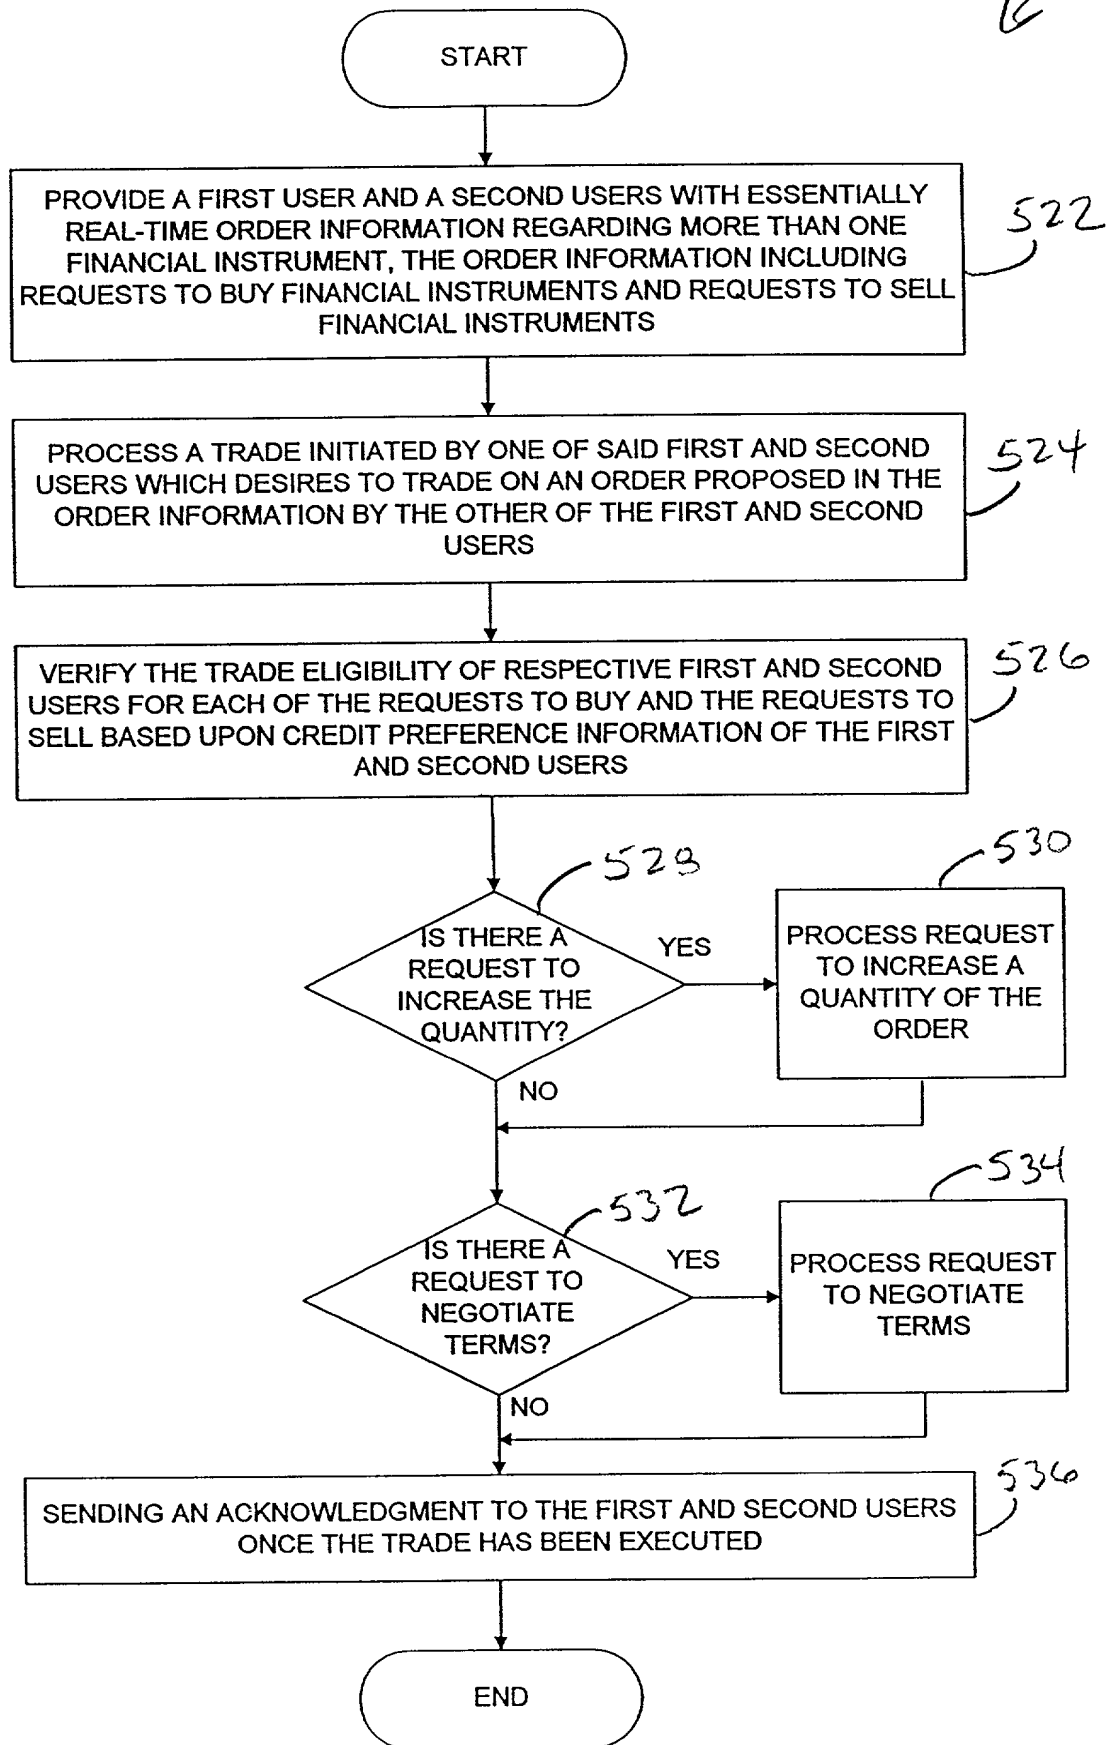 START
PROVIDE A FIRST USER AND A SECOND USERS WITH ESSENTIALLY
REAL-TIME ORDER INFORMATION REGARDING MORE THAN ONE
FINANCIAL INSTRUMENT, THE ORDER INFORMATION INCLUDING
REQUESTS TO BUY FINANCIAL INSTRUMENTS AND REQUESTS TO SELL
FINANCIAL INSTRUMENTS
522
PROCESS A TRADE INITIATED BY ONE OF SAID FIRST AND SECOND
USERS WHICH DESIRES TO TRADE ON AN ORDER PROPOSED IN THE
ORDER INFORMATION BY THE OTHER OF THE FIRST AND SECOND
USERS
524
VERIFY THE TRADE ELIGIBILITY OF RESPECTIVE FIRST AND SECOND
USERS FOR EACH OF THE REQUESTS TO BUY AND THE REQUESTS TO
SELL BASED UPON CREDIT PREFERENCE INFORMATION OF THE FIRST
AND SECOND USERS
526
528
IS THERE A
REQUEST TO
INCREASE THE
QUANTITY?
YES
530
PROCESS REQUEST
TO INCREASE A
QUANTITY OF THE
ORDER
NO
532
IS THERE A
REQUEST TO
NEGOTIATE
TERMS?
YES
534
PROCESS REQUEST
TO NEGOTIATE
TERMS
NO
SENDING AN ACKNOWLEDGMENT TO THE FIRST AND SECOND USERS
ONCE THE TRADE HAS BEEN EXECUTED
536
END